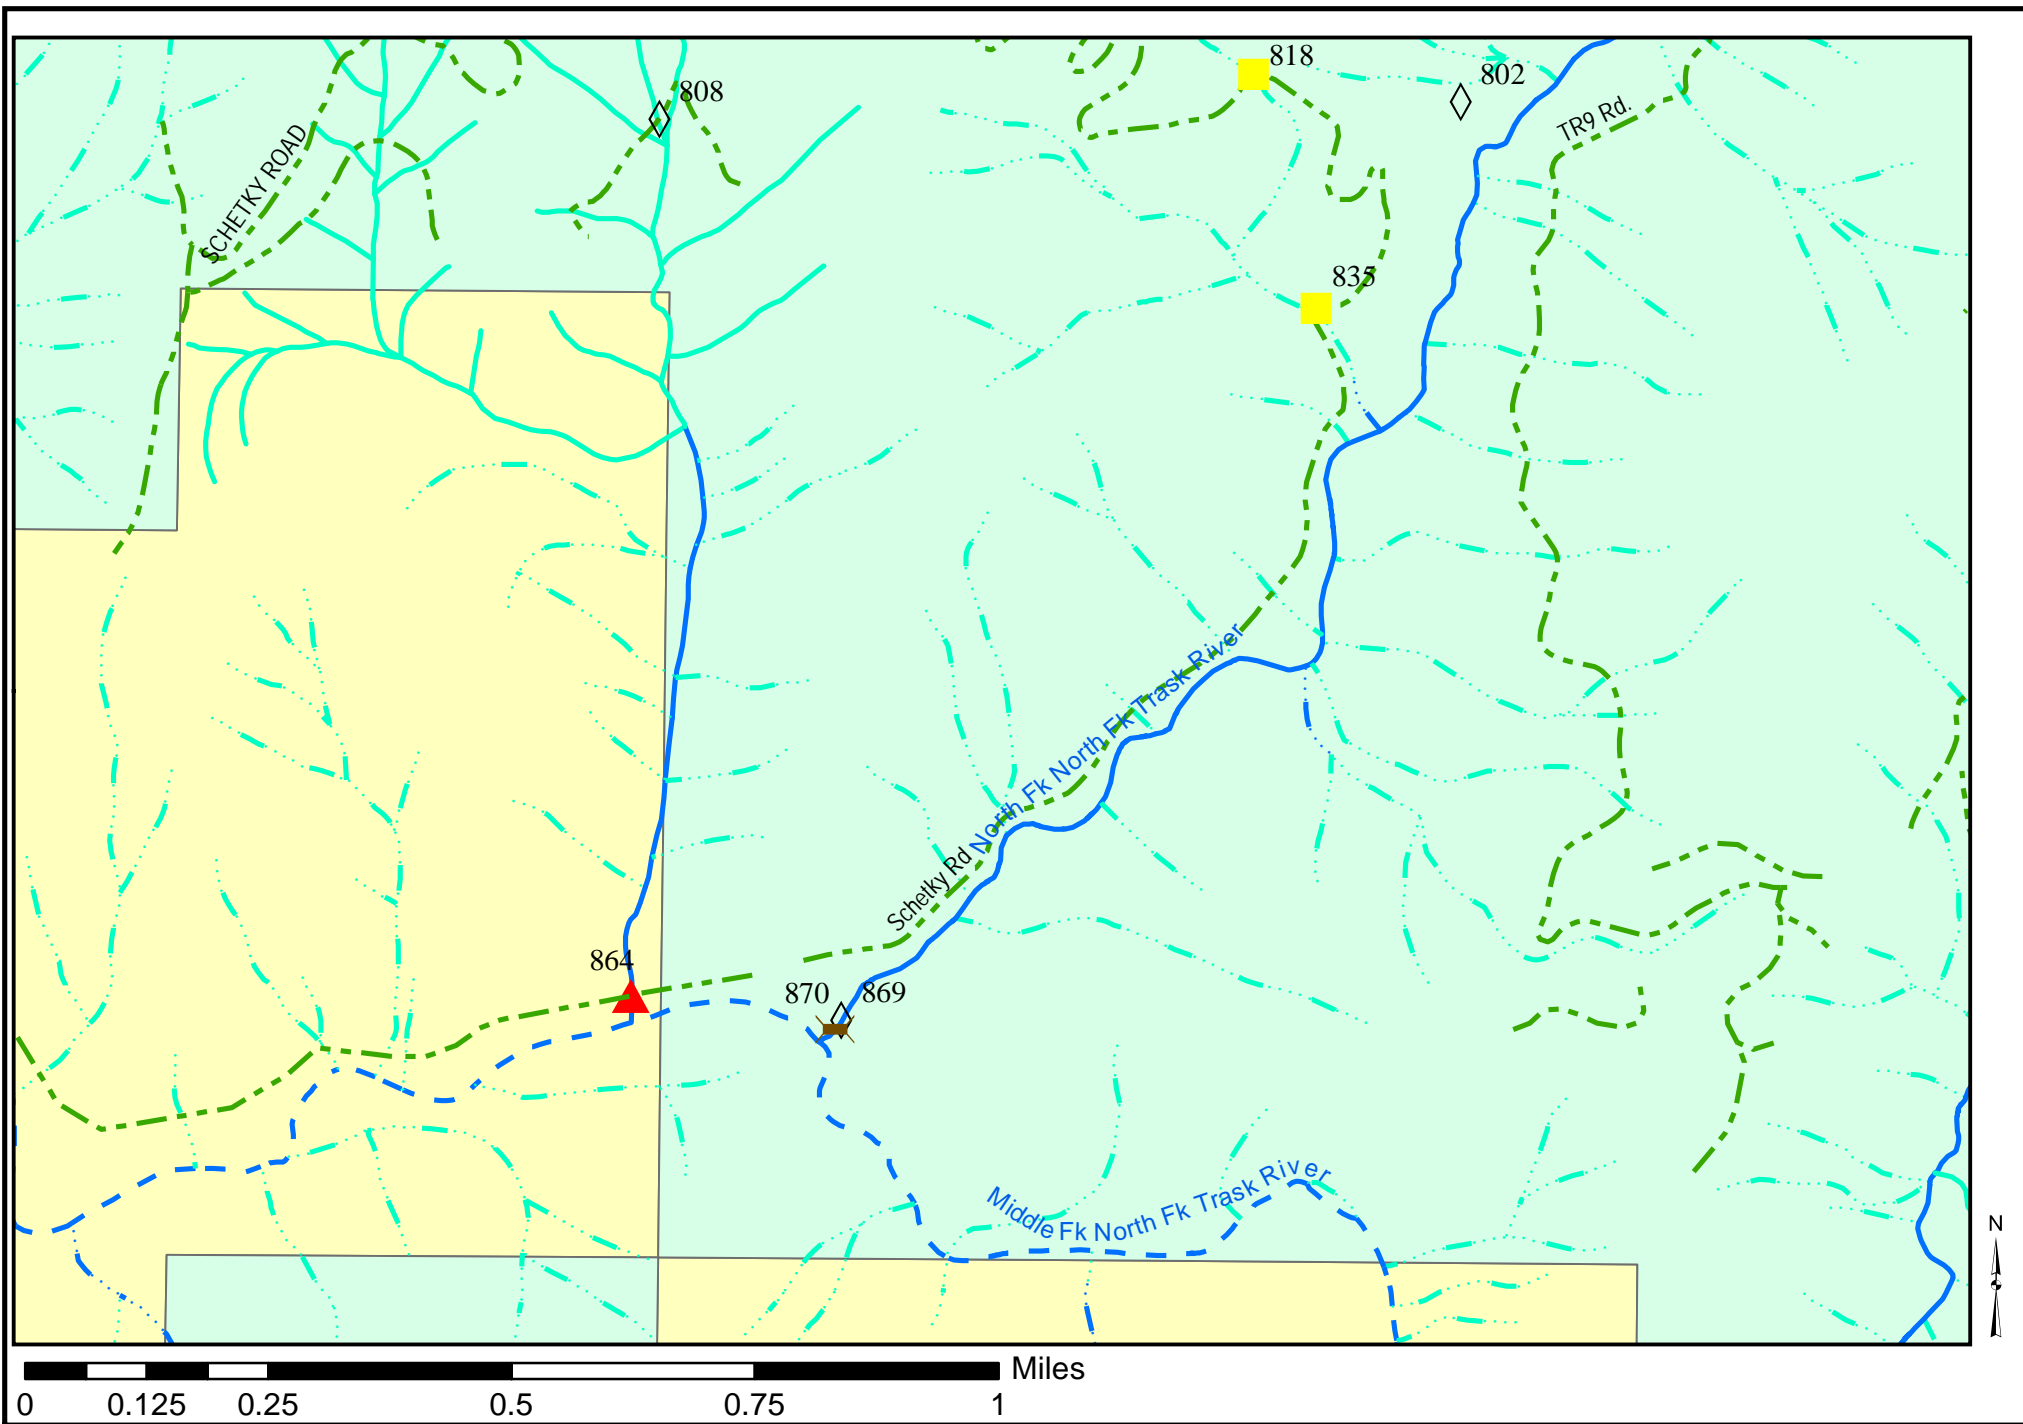 818
802
808
TR9 Rd.
SCHETKY ROAD
835
North Fk North Fk Trask River
Schetky Rd
864
870
869
Middle Fk North Fk Trask River
N
Miles
0 0.125 0.25 0.5 0.75 1